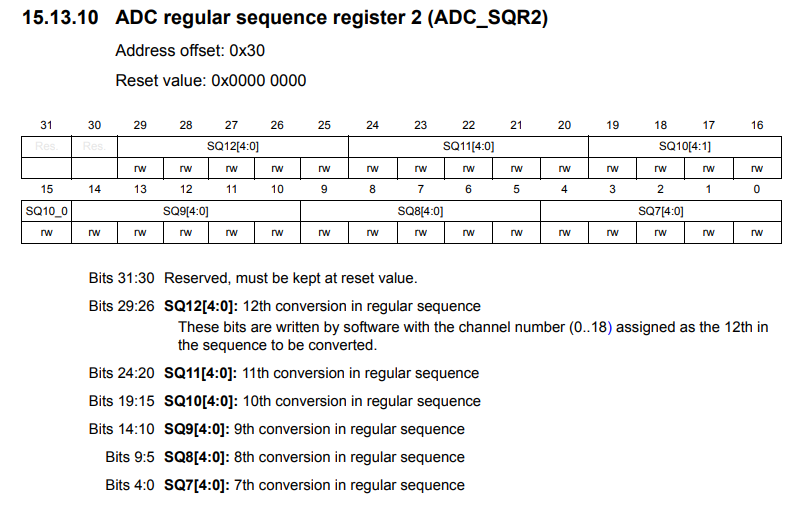 15.13.10 ADC regular sequence register 2 (ADC_SQR2)
Address offset: 0x30
Reset value: 0x0000 0000
31 30 29 28 27 26 25 24 23 22 21 20 19 18 17 16
Res. Res. SQ12[4:0] SQ11[4:0] SQ10[4:1]
rw rw rw rw rw rw rw rw rw rw rw rw rw rw
15 14 13 12 11 10 9 8 7 6 5 4 3 2 1 0
SQ10_0 SQ9[4:0] SQ8[4:0] SQ7[4:0]
rw rw rw rw rw rw rw rw rw rw rw rw rw rw rw rw
Bits 31:30 Reserved, must be kept at reset value.
Bits 29:26 SQ12[4:0]: 12th conversion in regular sequence
These bits are written by software with the channel number (0..18) assigned as the 12th in
the sequence to be converted.
Bits 24:20 SQ11[4:0]: 11th conversion in regular sequence
Bits 19:15 SQ10[4:0]: 10th conversion in regular sequence
Bits 14:10 SQ9[4:0]: 9th conversion in regular sequence
Bits 9:5 SQ8[4:0]: 8th conversion in regular sequence
Bits 4:0 SQ7[4:0]: 7th conversion in regular sequence